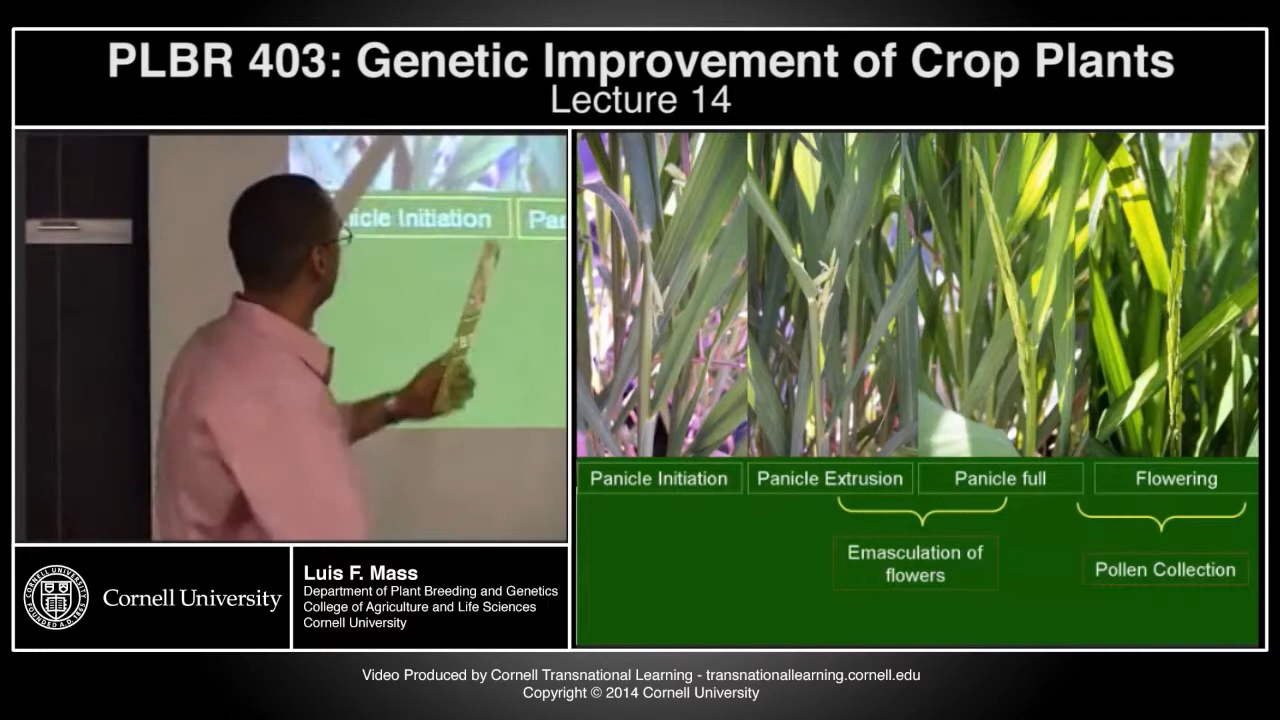 PLBR 403: Genetic Improvement of Crop Plants
Lecture 14
icle Initiation
Pa
Panicle Initiation
Panicle Extrusion
Panicle full
Flowering
Emasculation of
flowers
Pollen Collection
Cornell University
Luis F. Mass
Department of Plant Breeding and Genetics
College of Agriculture and Life Sciences
Cornell University
Video Produced by Cornell Transnational Learning - transnationallearning.cornell.edu
Copyright © 2014 Cornell University